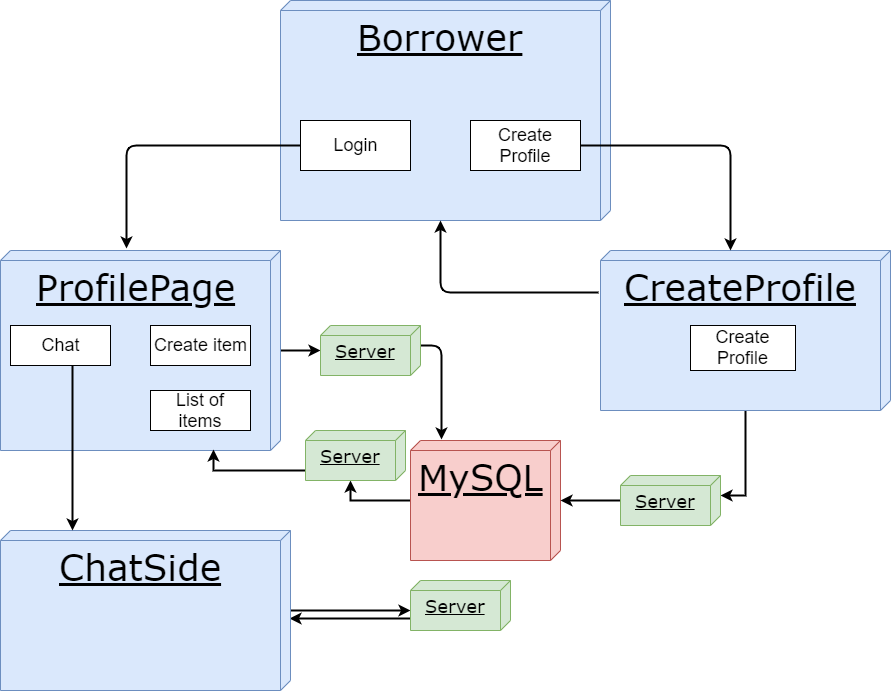 Borrower
Login
Create
Profile
ProfilePage
Chat
Create item
List of
items
CreateProfile
Create
Profile
Server
Server
MySQL
Server
ChatSide
Server